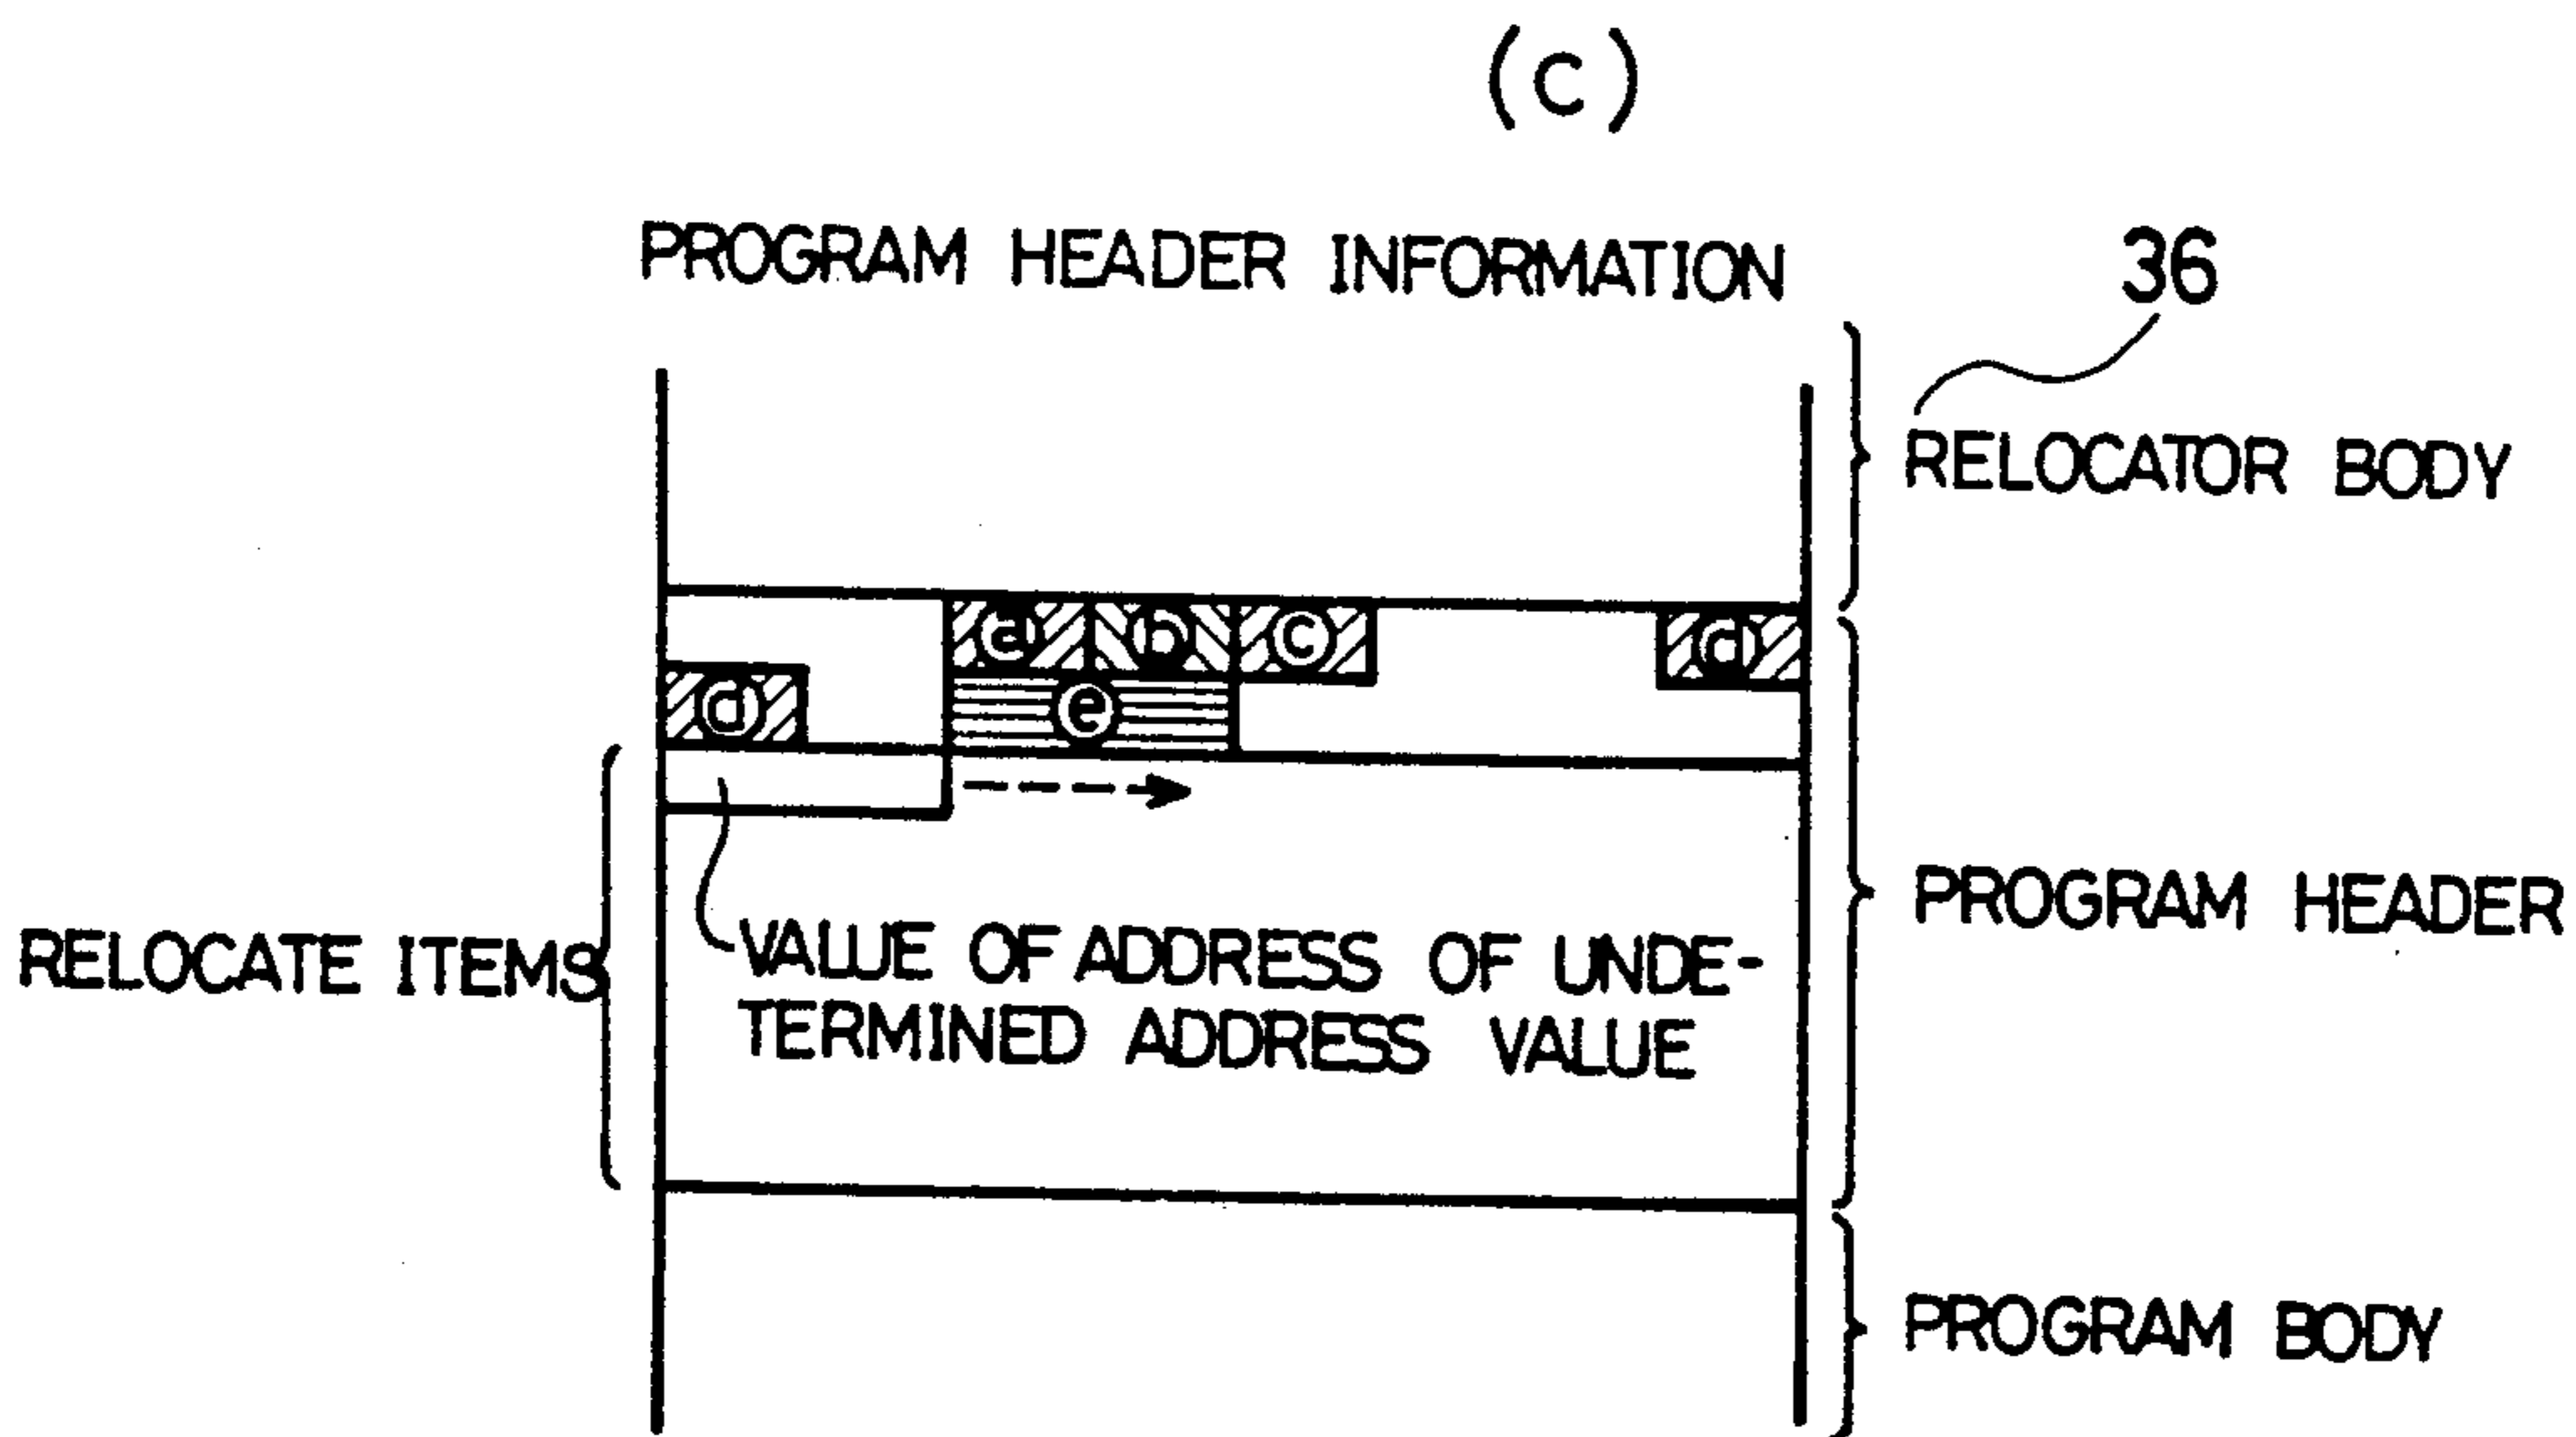 (c)
PROGRAM HEADER INFORMATION
36
RELOCATOR BODY
ⓐ ⓑ ⓒ ⓓ
ⓓ ⓔ
RELOCATE ITEMS
VALUE OF ADDRESS OF UNDE-
TERMINED ADDRESS VALUE
PROGRAM HEADER
PROGRAM BODY